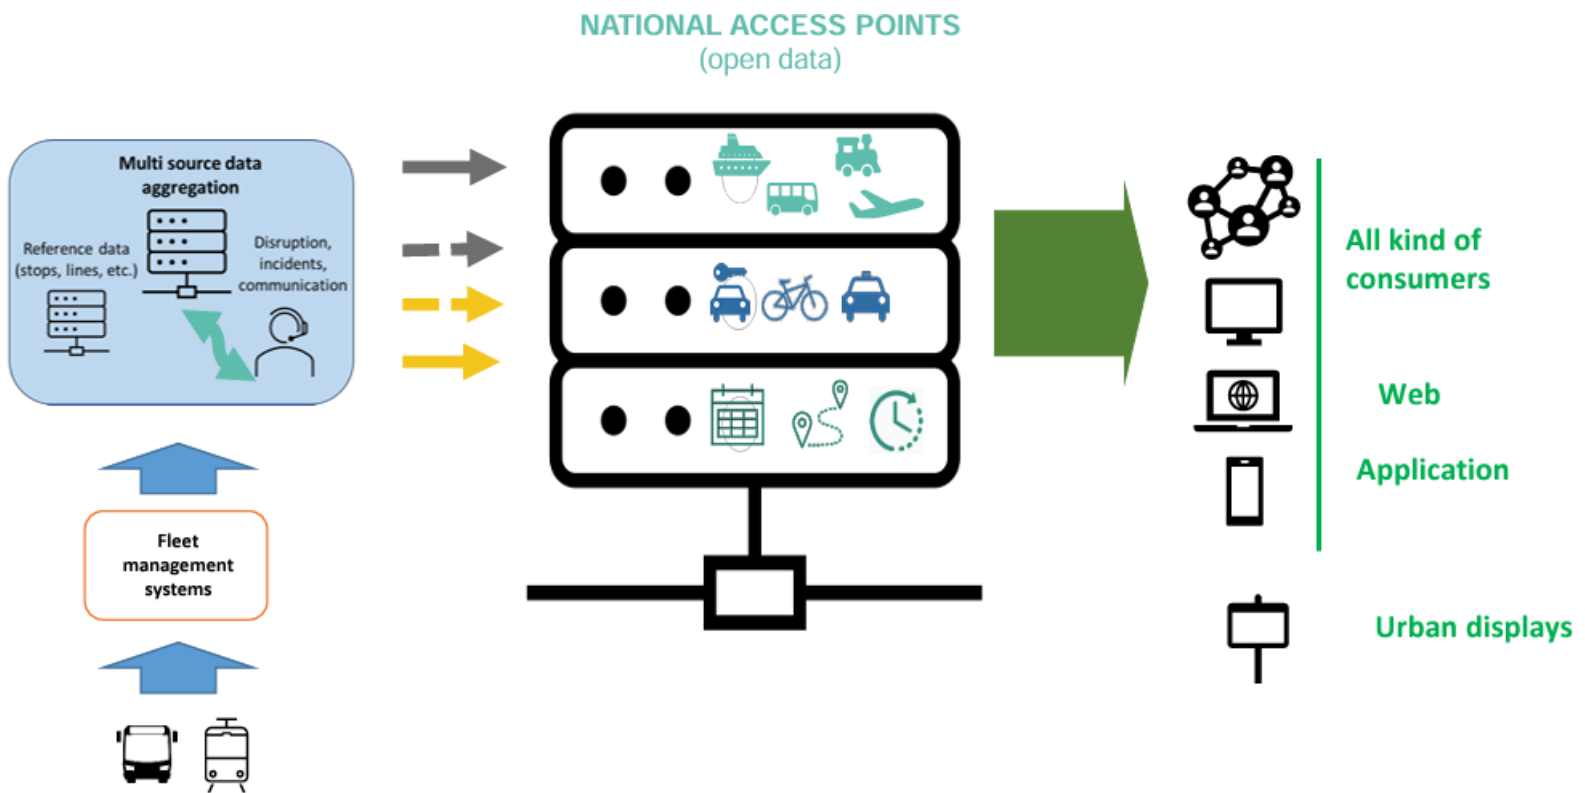 NATIONAL ACCESS POINTS
(open data)
Multi source data
aggregation
Reference data
(stops, lines, etc.)
Disruption,
incidents,
communication
Fleet
management
systems
All kind of
consumers
Web
Application
Urban displays